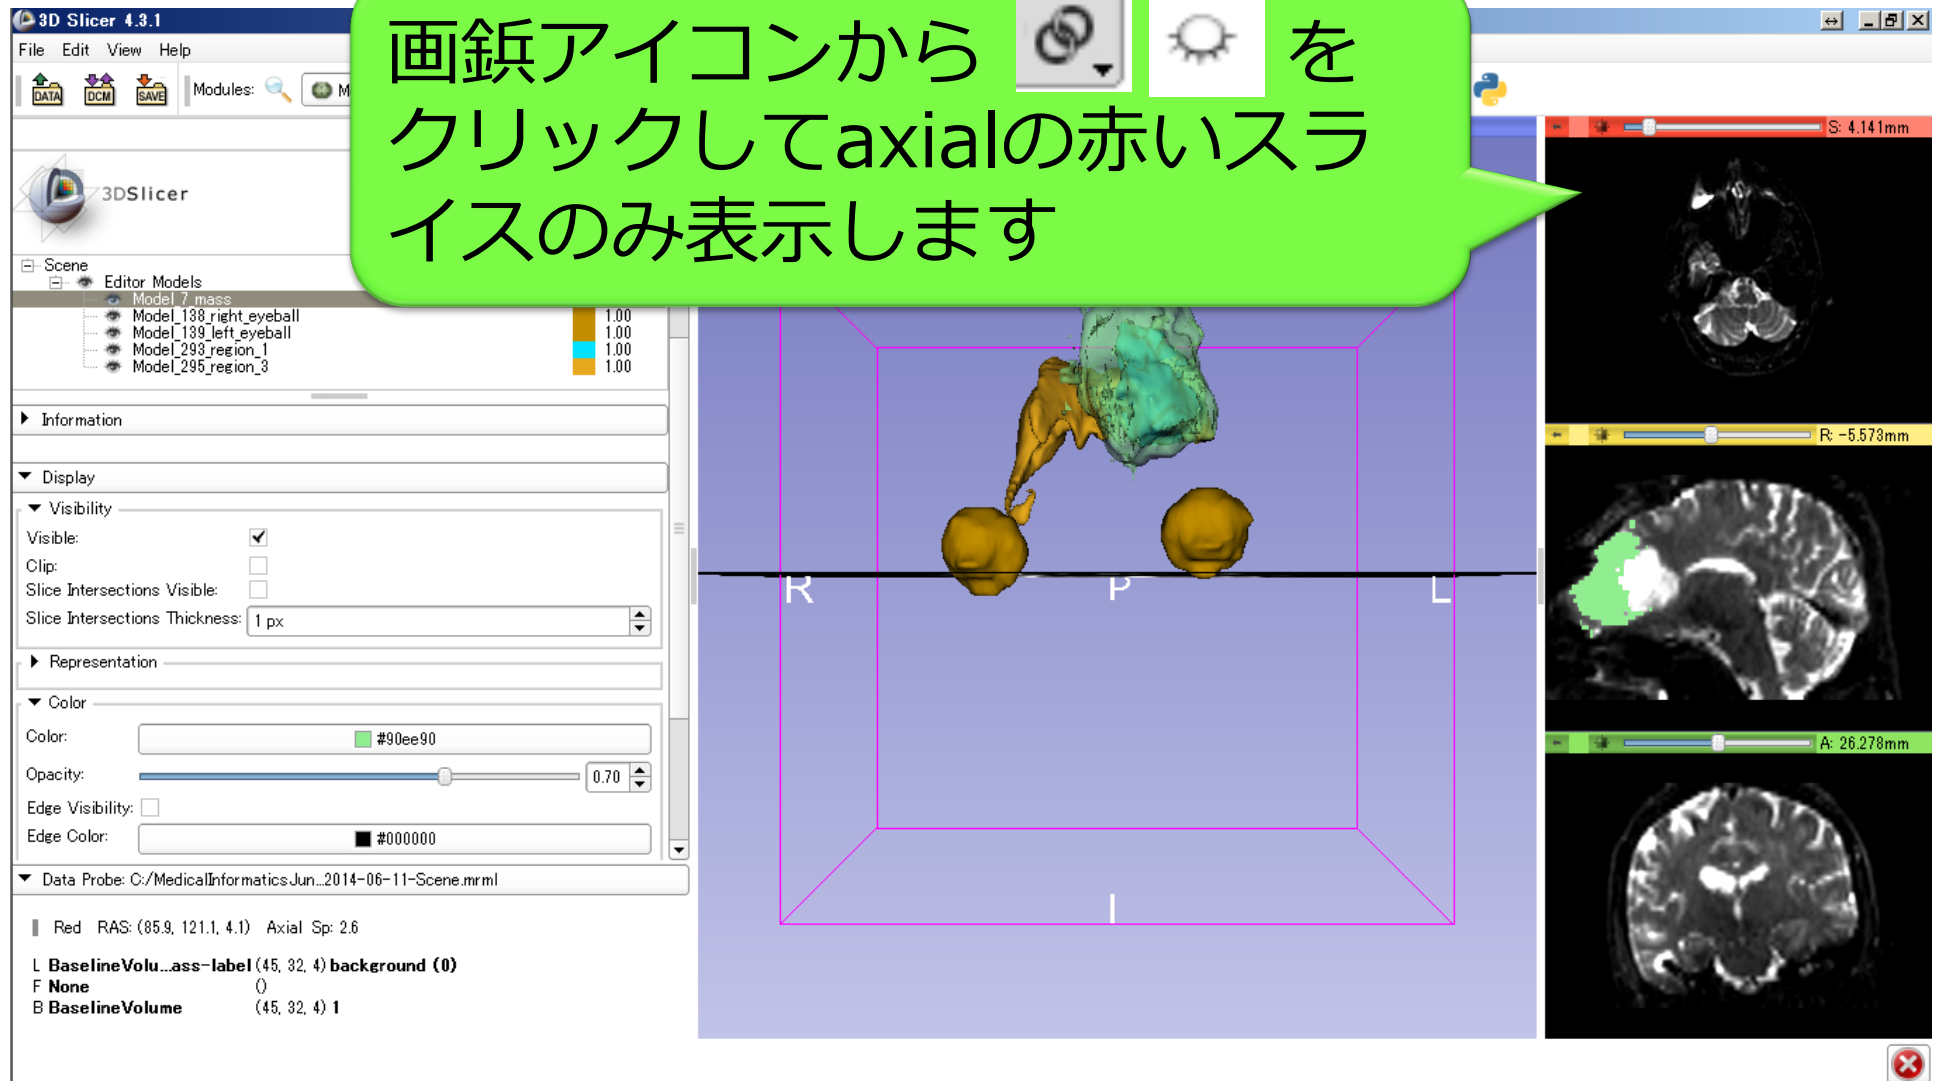 3D Slicer 4.3.1
File Edit View Help
DATA DCM SAVE Modules: M
画鋲アイコンから を
クリックしてaxialの赤いスラ
イスのみ表示します
3DSlicer
Scene
Editor Models
Model_7_mass
Model_138_right_eyeball 1.00
Model_139_left_eyeball 1.00
Model_293_region_1 1.00
Model_295_region_3 1.00
Information
Display
Visibility
Visible:
Clip:
Slice Intersections Visible:
Slice Intersections Thickness: 1 px
Representation
Color
Color: #90ee90
Opacity: 0.70
Edge Visibility:
Edge Color: #000000
Data Probe: C:/MedicalInformaticsJun...2014-06-11-Scene.mrml
Red RAS: (85.9, 121.1, 4.1) Axial Sp: 2.6
L BaselineVolu...ass-label (45, 32, 4) background (0)
F None ()
B BaselineVolume (45, 32, 4) 1
R P L
I
S: 4.141mm
R: -5.573mm
A: 26.278mm